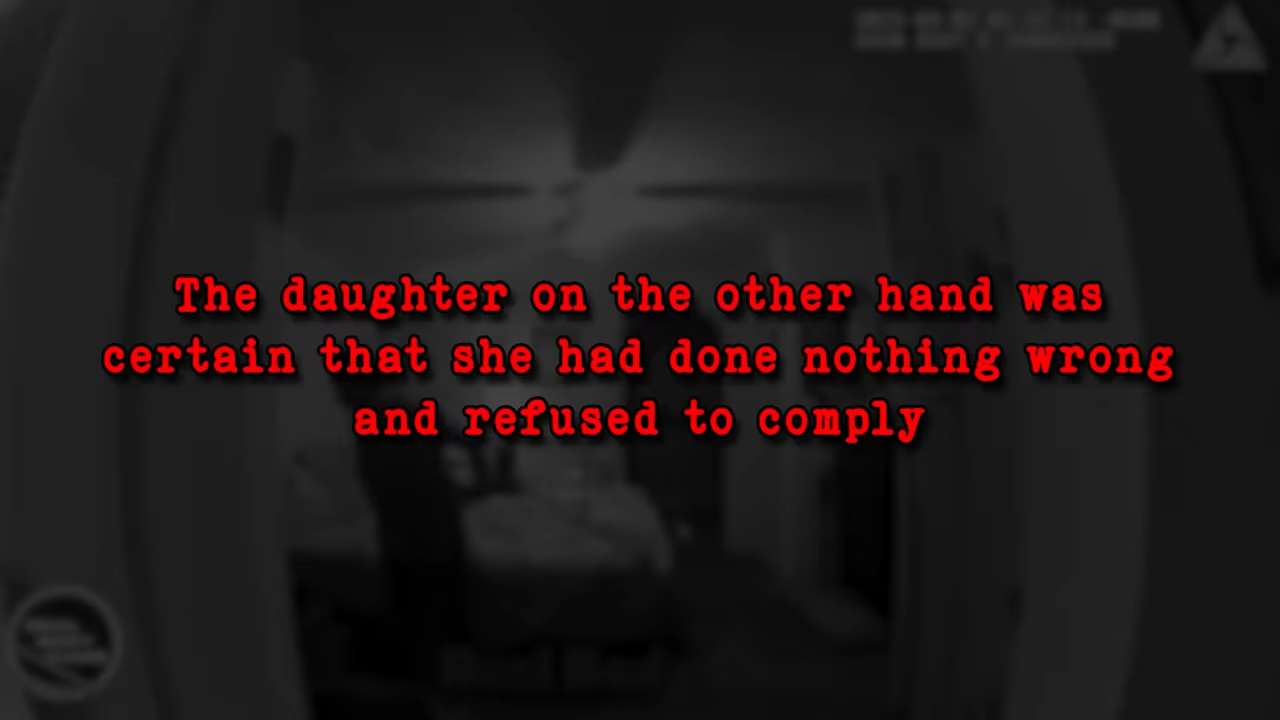 The daughter on the other hand was
certain that she had done nothing wrong
and refused to comply